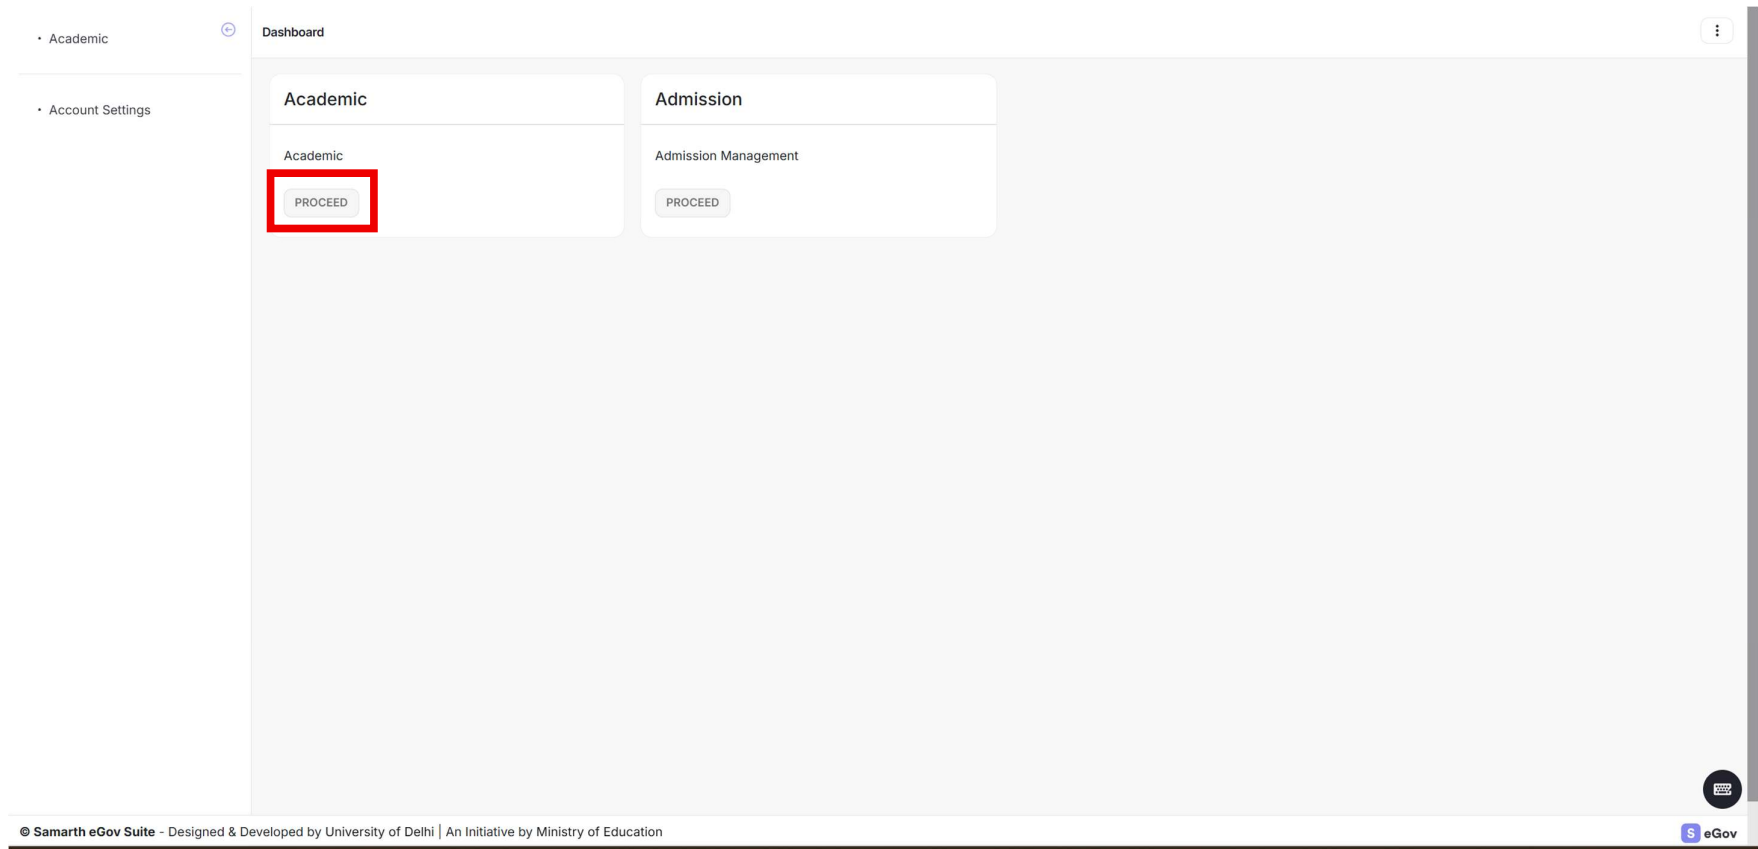 Academic
Account Settings
Dashboard
Academic
Academic
PROCEED
Admission
Admission Management
PROCEED
© Samarth eGov Suite - Designed & Developed by University of Delhi | An Initiative by Ministry of Education
S eGov